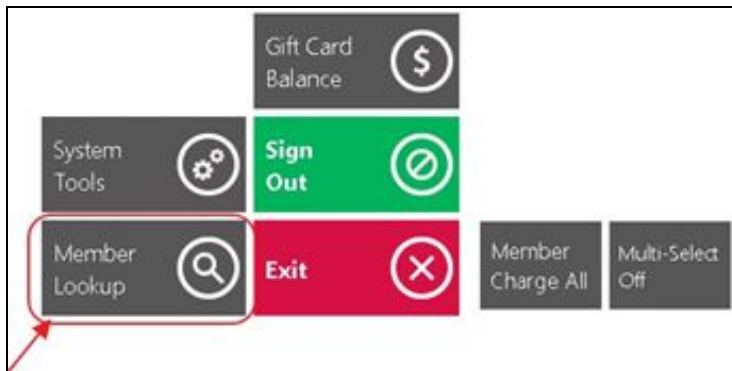 Gift Card
Balance
$
System
Tools
Sign
Out
Member
Lookup
Exit
Member
Charge All
Multi-Select
Off